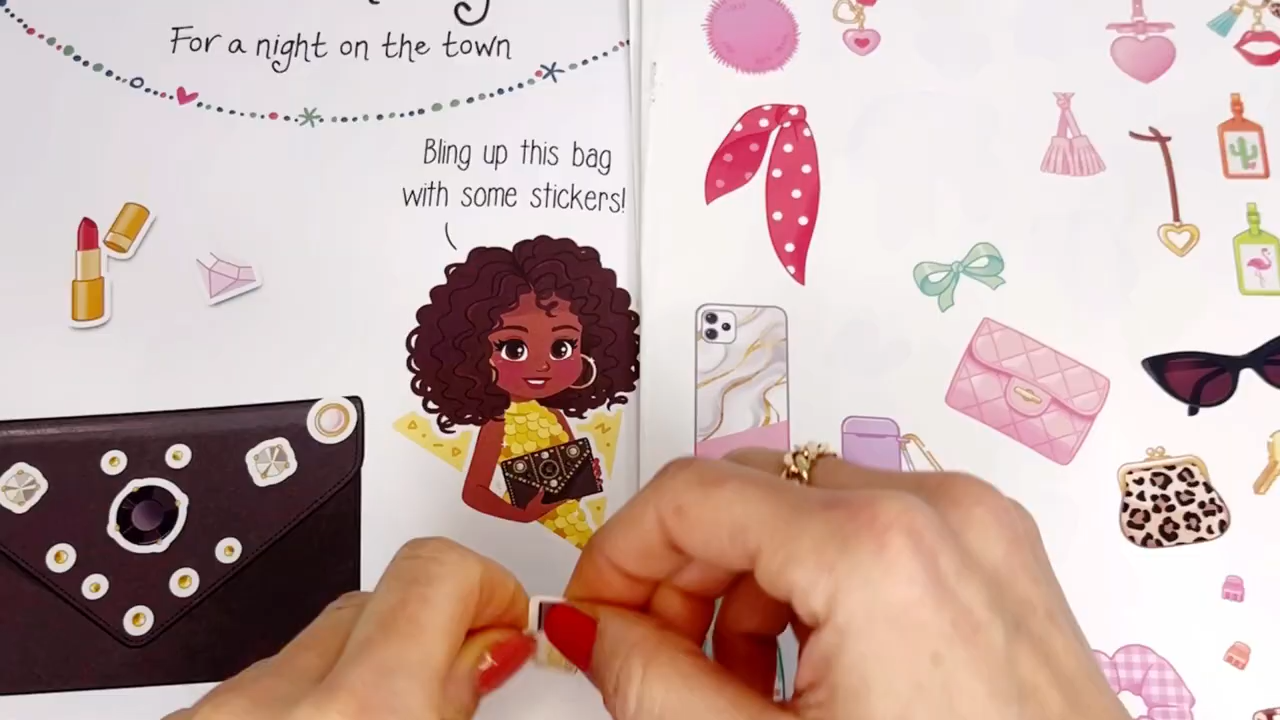 For a night on the town
Bling up this bag
with some stickers!